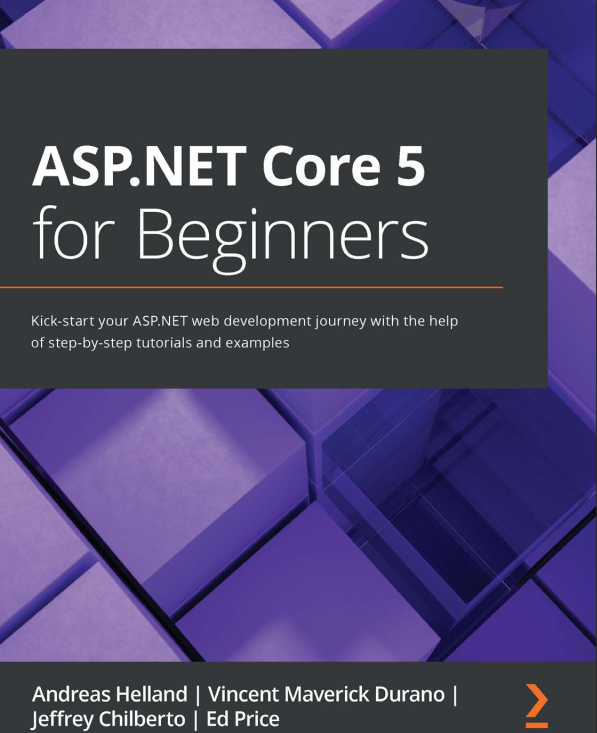 ASP.NET Core 5
for Beginners
Kick-start your ASP.NET web development journey with the help
of step-by-step tutorials and examples
Andreas Helland | Vincent Maverick Durano |
Jeffrey Chilberto | Ed Price